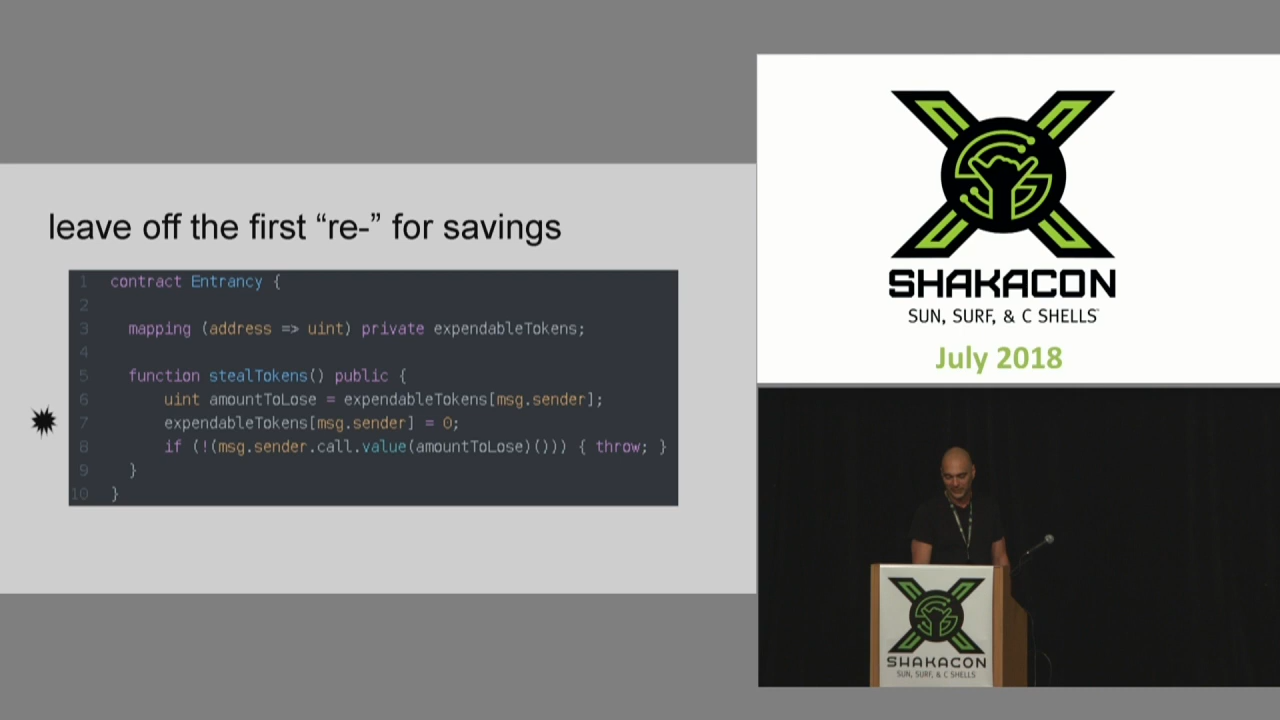 leave off the first “re-” for savings
1 contract Entrancy {
2
3 mapping (address => uint) private expendableTokens;
4
5 function stealTokens() public {
6 uint amountToLose = expendableTokens[msg.sender];
7 expendableTokens[msg.sender] = 0;
8 if (!(msg.sender.call.value(amountToLose)())) { throw; }
9 }
10 }
SHAKACON
SUN, SURF, & C SHELLS
July 2018
SHAKACON
SUN, SURF, & C SHELLS